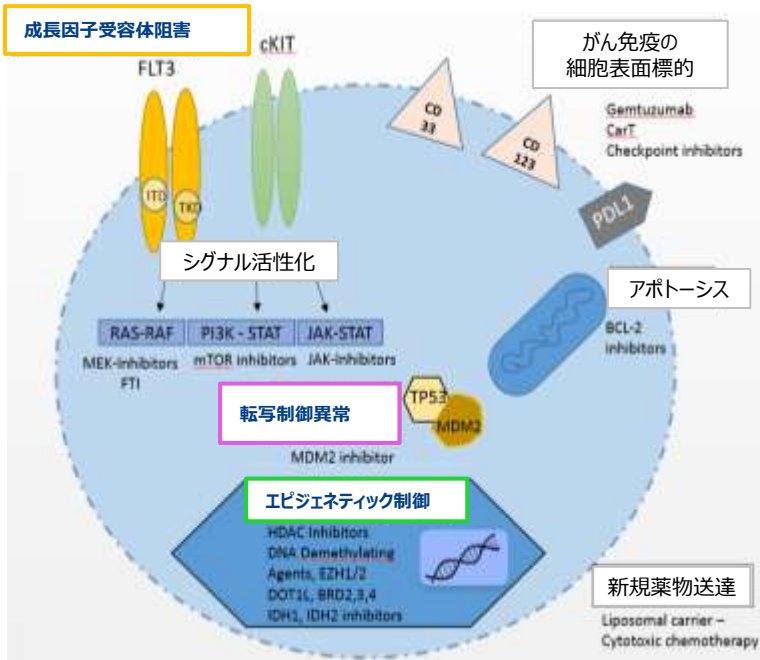 成長因子受容体阻害
cKIT
FLT3
ITD
TKD
CD
33
CD
123
がん免疫の
細胞表面標的
Gemtuzumab
CarT
Checkpoint inhibitors
PDL1
シグナル活性化
アポトーシス
BCL-2
inhibitors
RAS-RAF
PI3K - STAT
JAK-STAT
MEK-Inhibitors
FTI
mTOR inhibitors
JAK-Inhibitors
TP53
MDM2
転写制御異常
MDM2 inhibitor
エピジェネティック制御
HDAC Inhibitors
DNA Demethylating
Agents, EZH1/2
DOT1L, BRD2,3,4
IDH1, IDH2 inhibitors
新規薬物送達
Liposomal carrier –
Cytotoxic chemotherapy